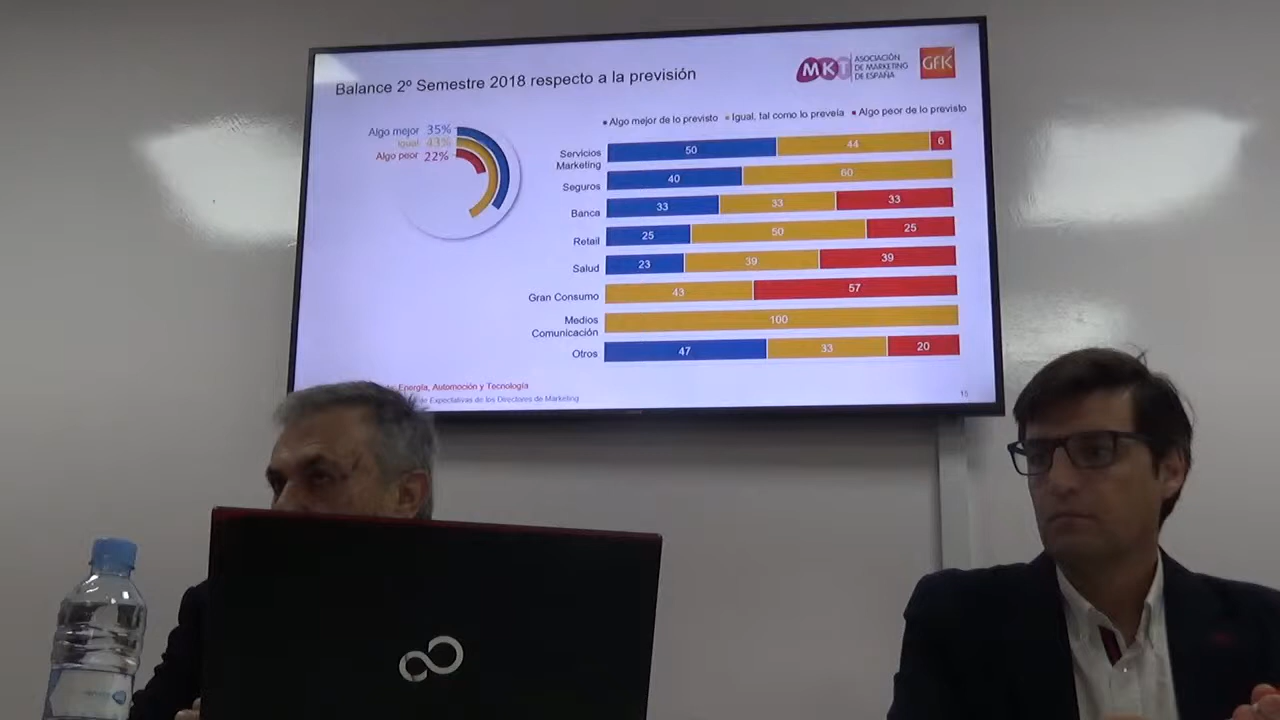 Balance 2º Semestre 2018 respecto a la previsión
MKT
ASOCIACIÓN
DE MARKETING
DE ESPAÑA
GfK
Algo mejor 35%
Igual 43%
Algo peor 22%
Algo mejor de lo previsto Igual, tal como lo preveía Algo peor de lo previsto
Servicios Marketing 50 44 6
Seguros 40 60
Banca 33 33 33
Retail 25 50 25
Salud 23 39 39
Gran Consumo 43 57
Medios Comunicación 100
Otros 47 33 20
Energía, Automoción y Tecnología
de Expectativas de los Directores de Marketing
15